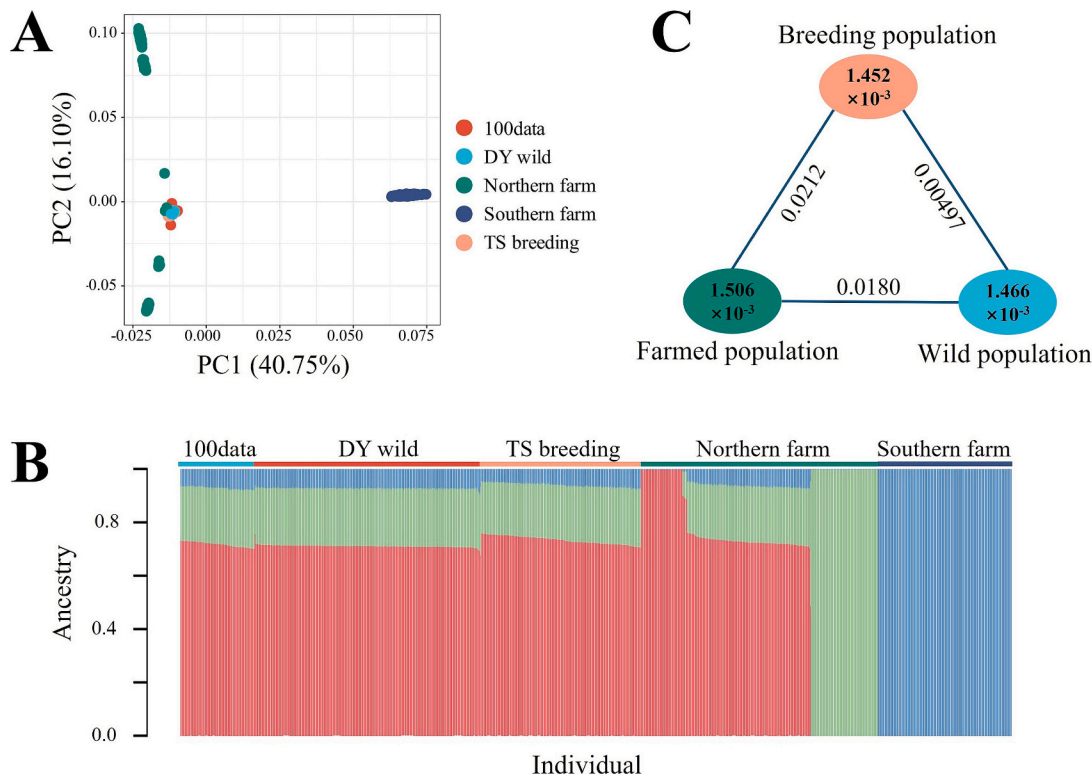 A
PC2 (16.10%)
0.10
0.05
0.00
-0.05
-0.025
0.000
0.025
0.050
0.075
PC1 (40.75%)
100data
DY wild
Northern farm
Southern farm
TS breeding
C
Breeding population
1.452
×10⁻³
0.0212
0.00497
1.506
×10⁻³
0.0180
1.466
×10⁻³
Farmed population
Wild population
B
100data
DY wild
TS breeding
Northern farm
Southern farm
Ancestry
0.8
0.4
0.0
Individual